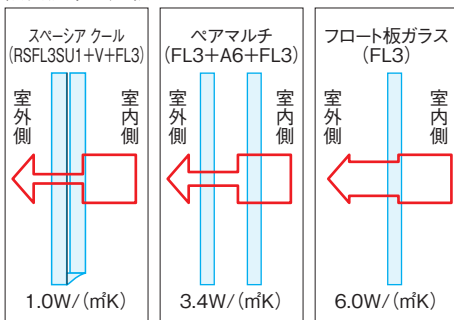 スペーシア クール
(RSFL3SU1+V+FL3)
室外側
室内側
1.0W/(㎡K)
ペアマルチ
(FL3+A6+FL3)
室外側
室内側
3.4W/(㎡K)
フロート板ガラス
(FL3)
室外側
室内側
6.0W/(㎡K)